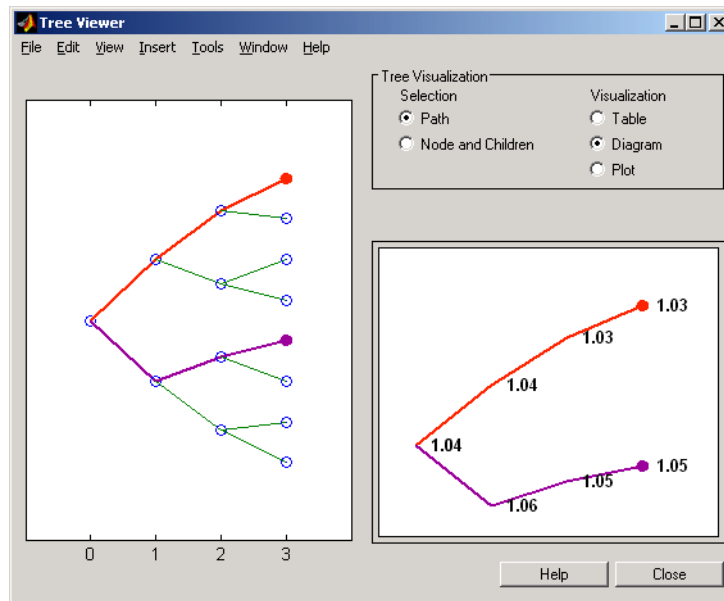 Tree Viewer
File Edit View Insert Tools Window Help
Tree Visualization
Selection
Path
Node and Children
Visualization
Table
Diagram
Plot
0 1 2 3
1.03
1.03
1.04
1.04
1.05
1.05
1.06
Help Close